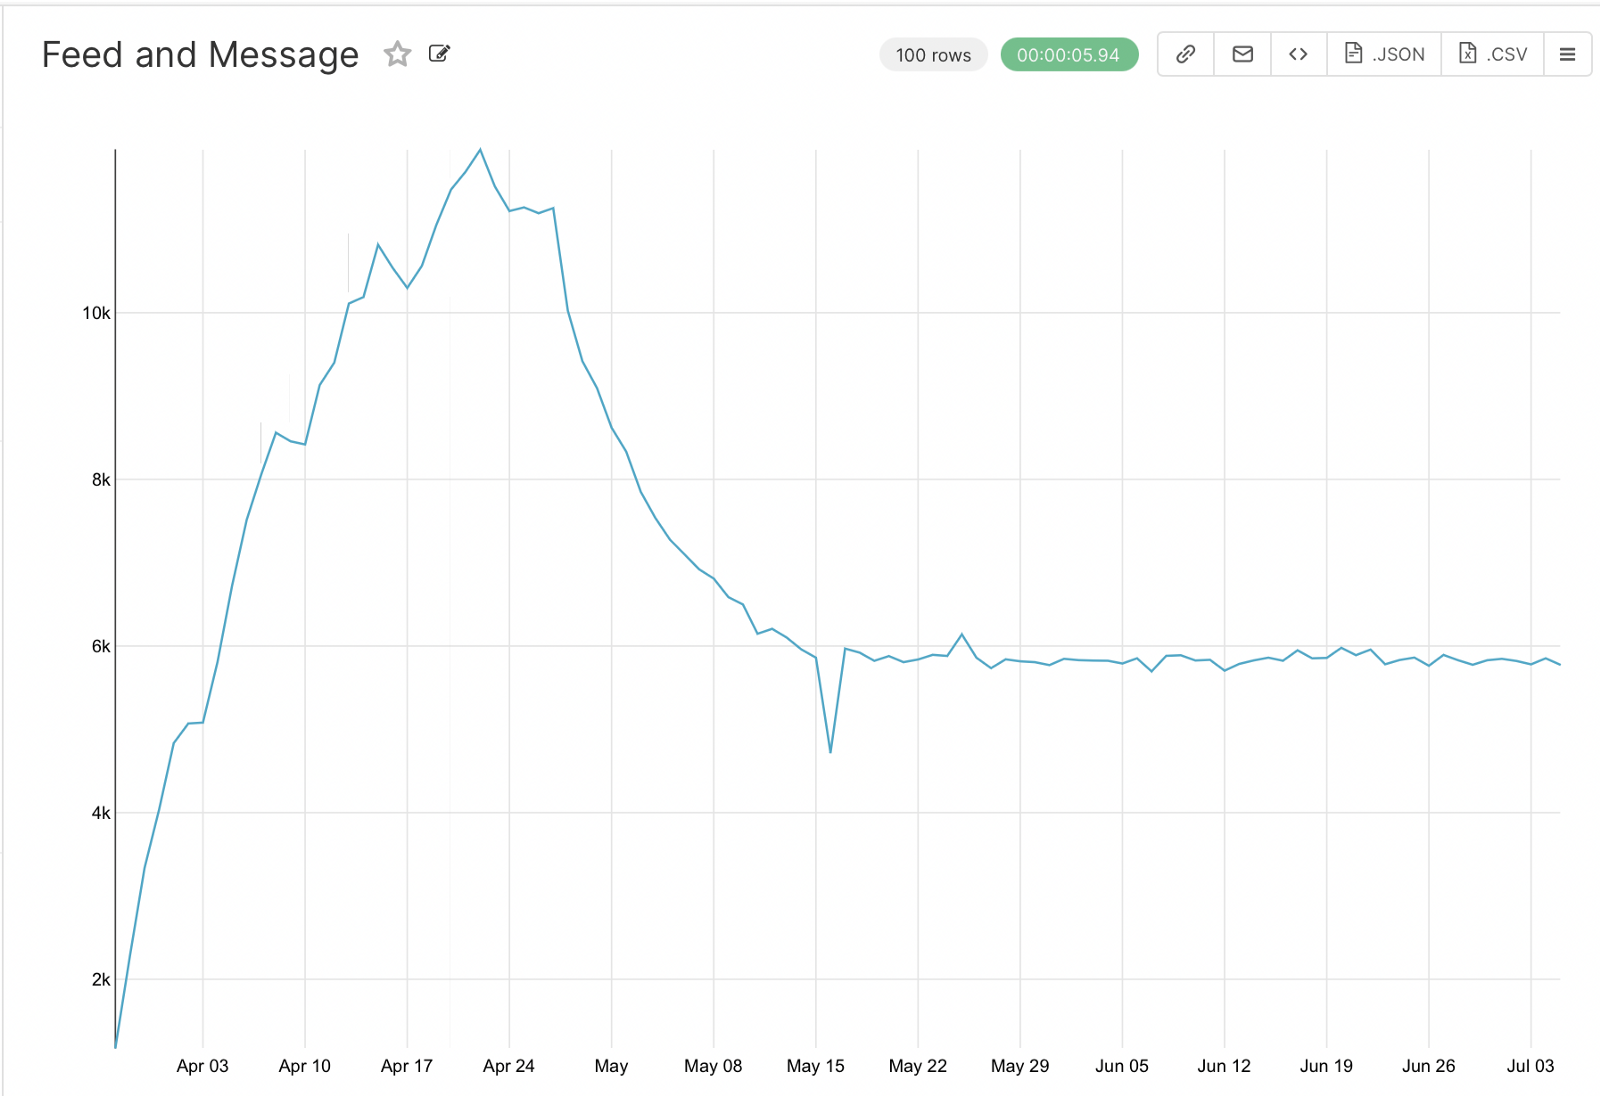 Feed and Message
100 rows
00:00:05.94
.JSON
.CSV
10k
8k
6k
4k
2k
Apr 03 Apr 10 Apr 17 Apr 24 May May 08 May 15 May 22 May 29 Jun 05 Jun 12 Jun 19 Jun 26 Jul 03